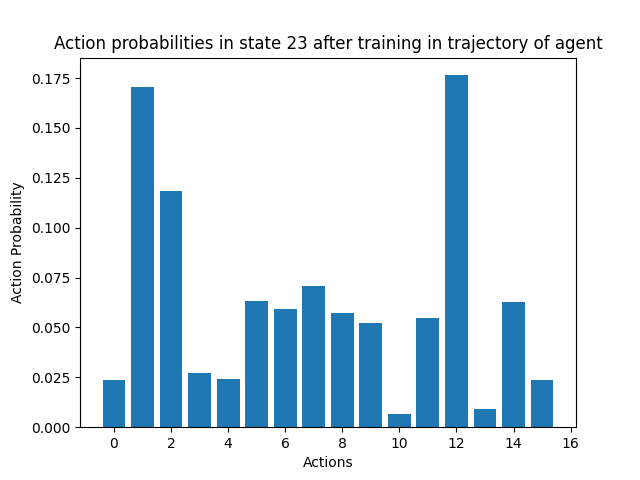 Action probabilities in state 23 after training in trajectory of agent
0.175
0.150
0.125
0.100
0.075
0.050
0.025
0.000
Action Probability
0 2 4 6 8 10 12 14 16
Actions